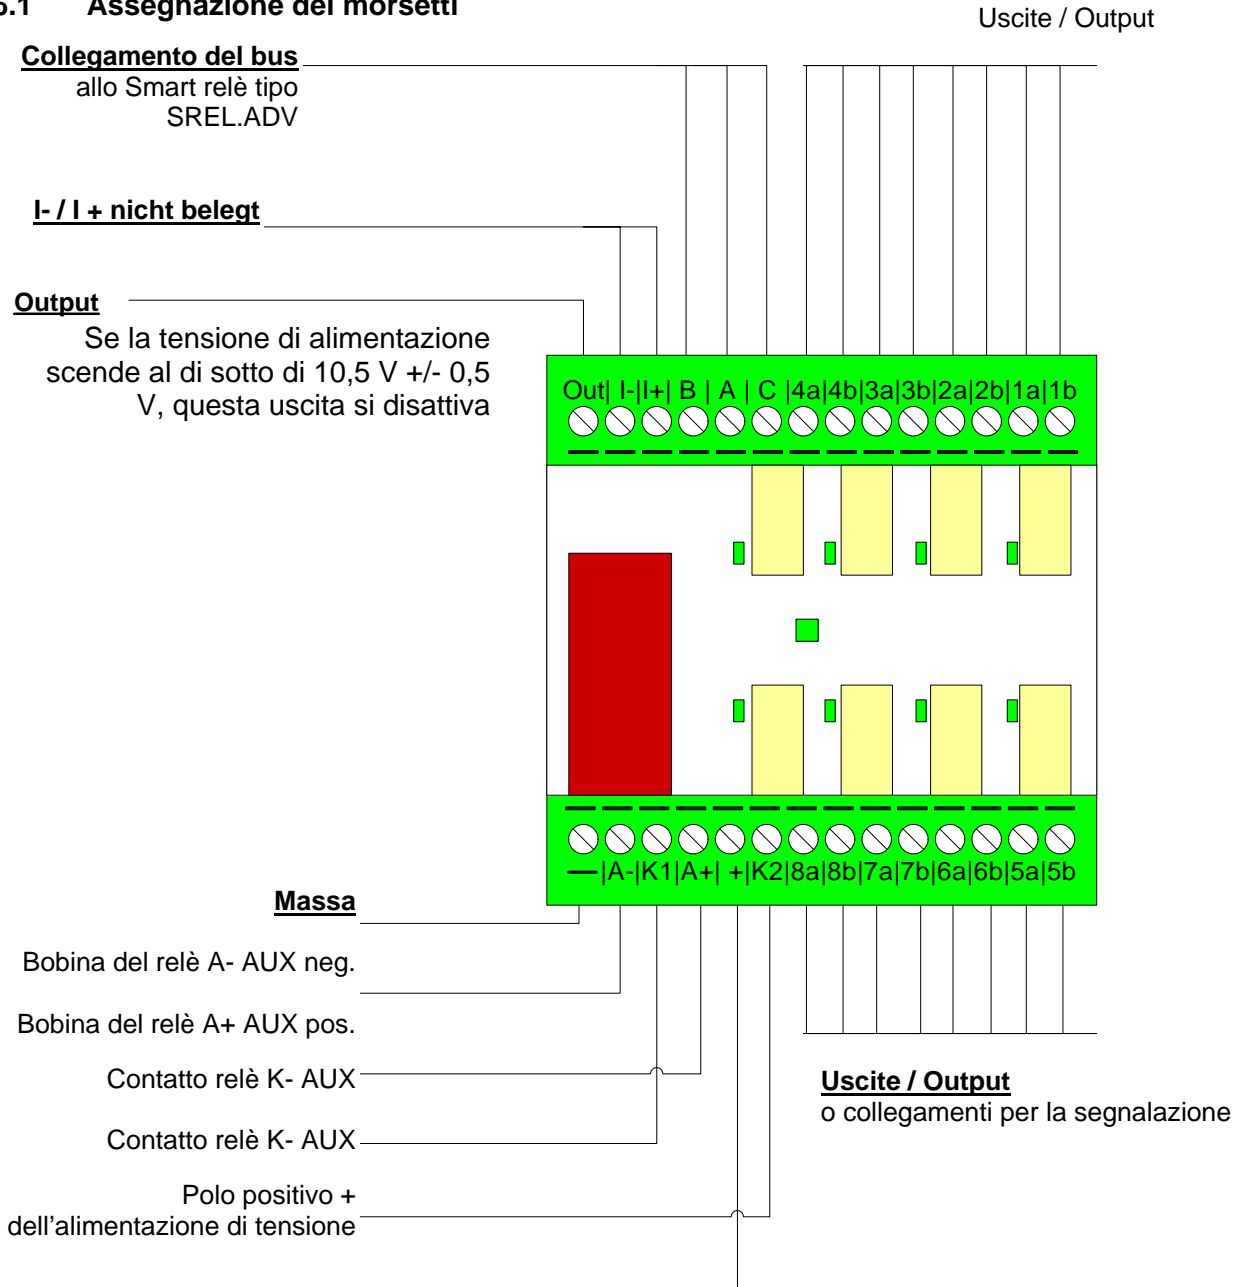 5.1 Assegnazione dei morsetti
Uscite / Output
Collegamento del bus
allo Smart relè tipo
SREL.ADV
I- / I + nicht belegt
Output
Se la tensione di alimentazione
scende al di sotto di 10,5 V +/- 0,5
V, questa uscita si disattiva
Out| I-|I+| B | A | C |4a|4b|3a|3b|2a|2b|1a|1b
—|A-|K1|A+| +|K2|8a|8b|7a|7b|6a|6b|5a|5b
Massa
Bobina del relè A- AUX neg.
Bobina del relè A+ AUX pos.
Contatto relè K- AUX
Contatto relè K- AUX
Polo positivo +
dell'alimentazione di tensione
Uscite / Output
o collegamenti per la segnalazione